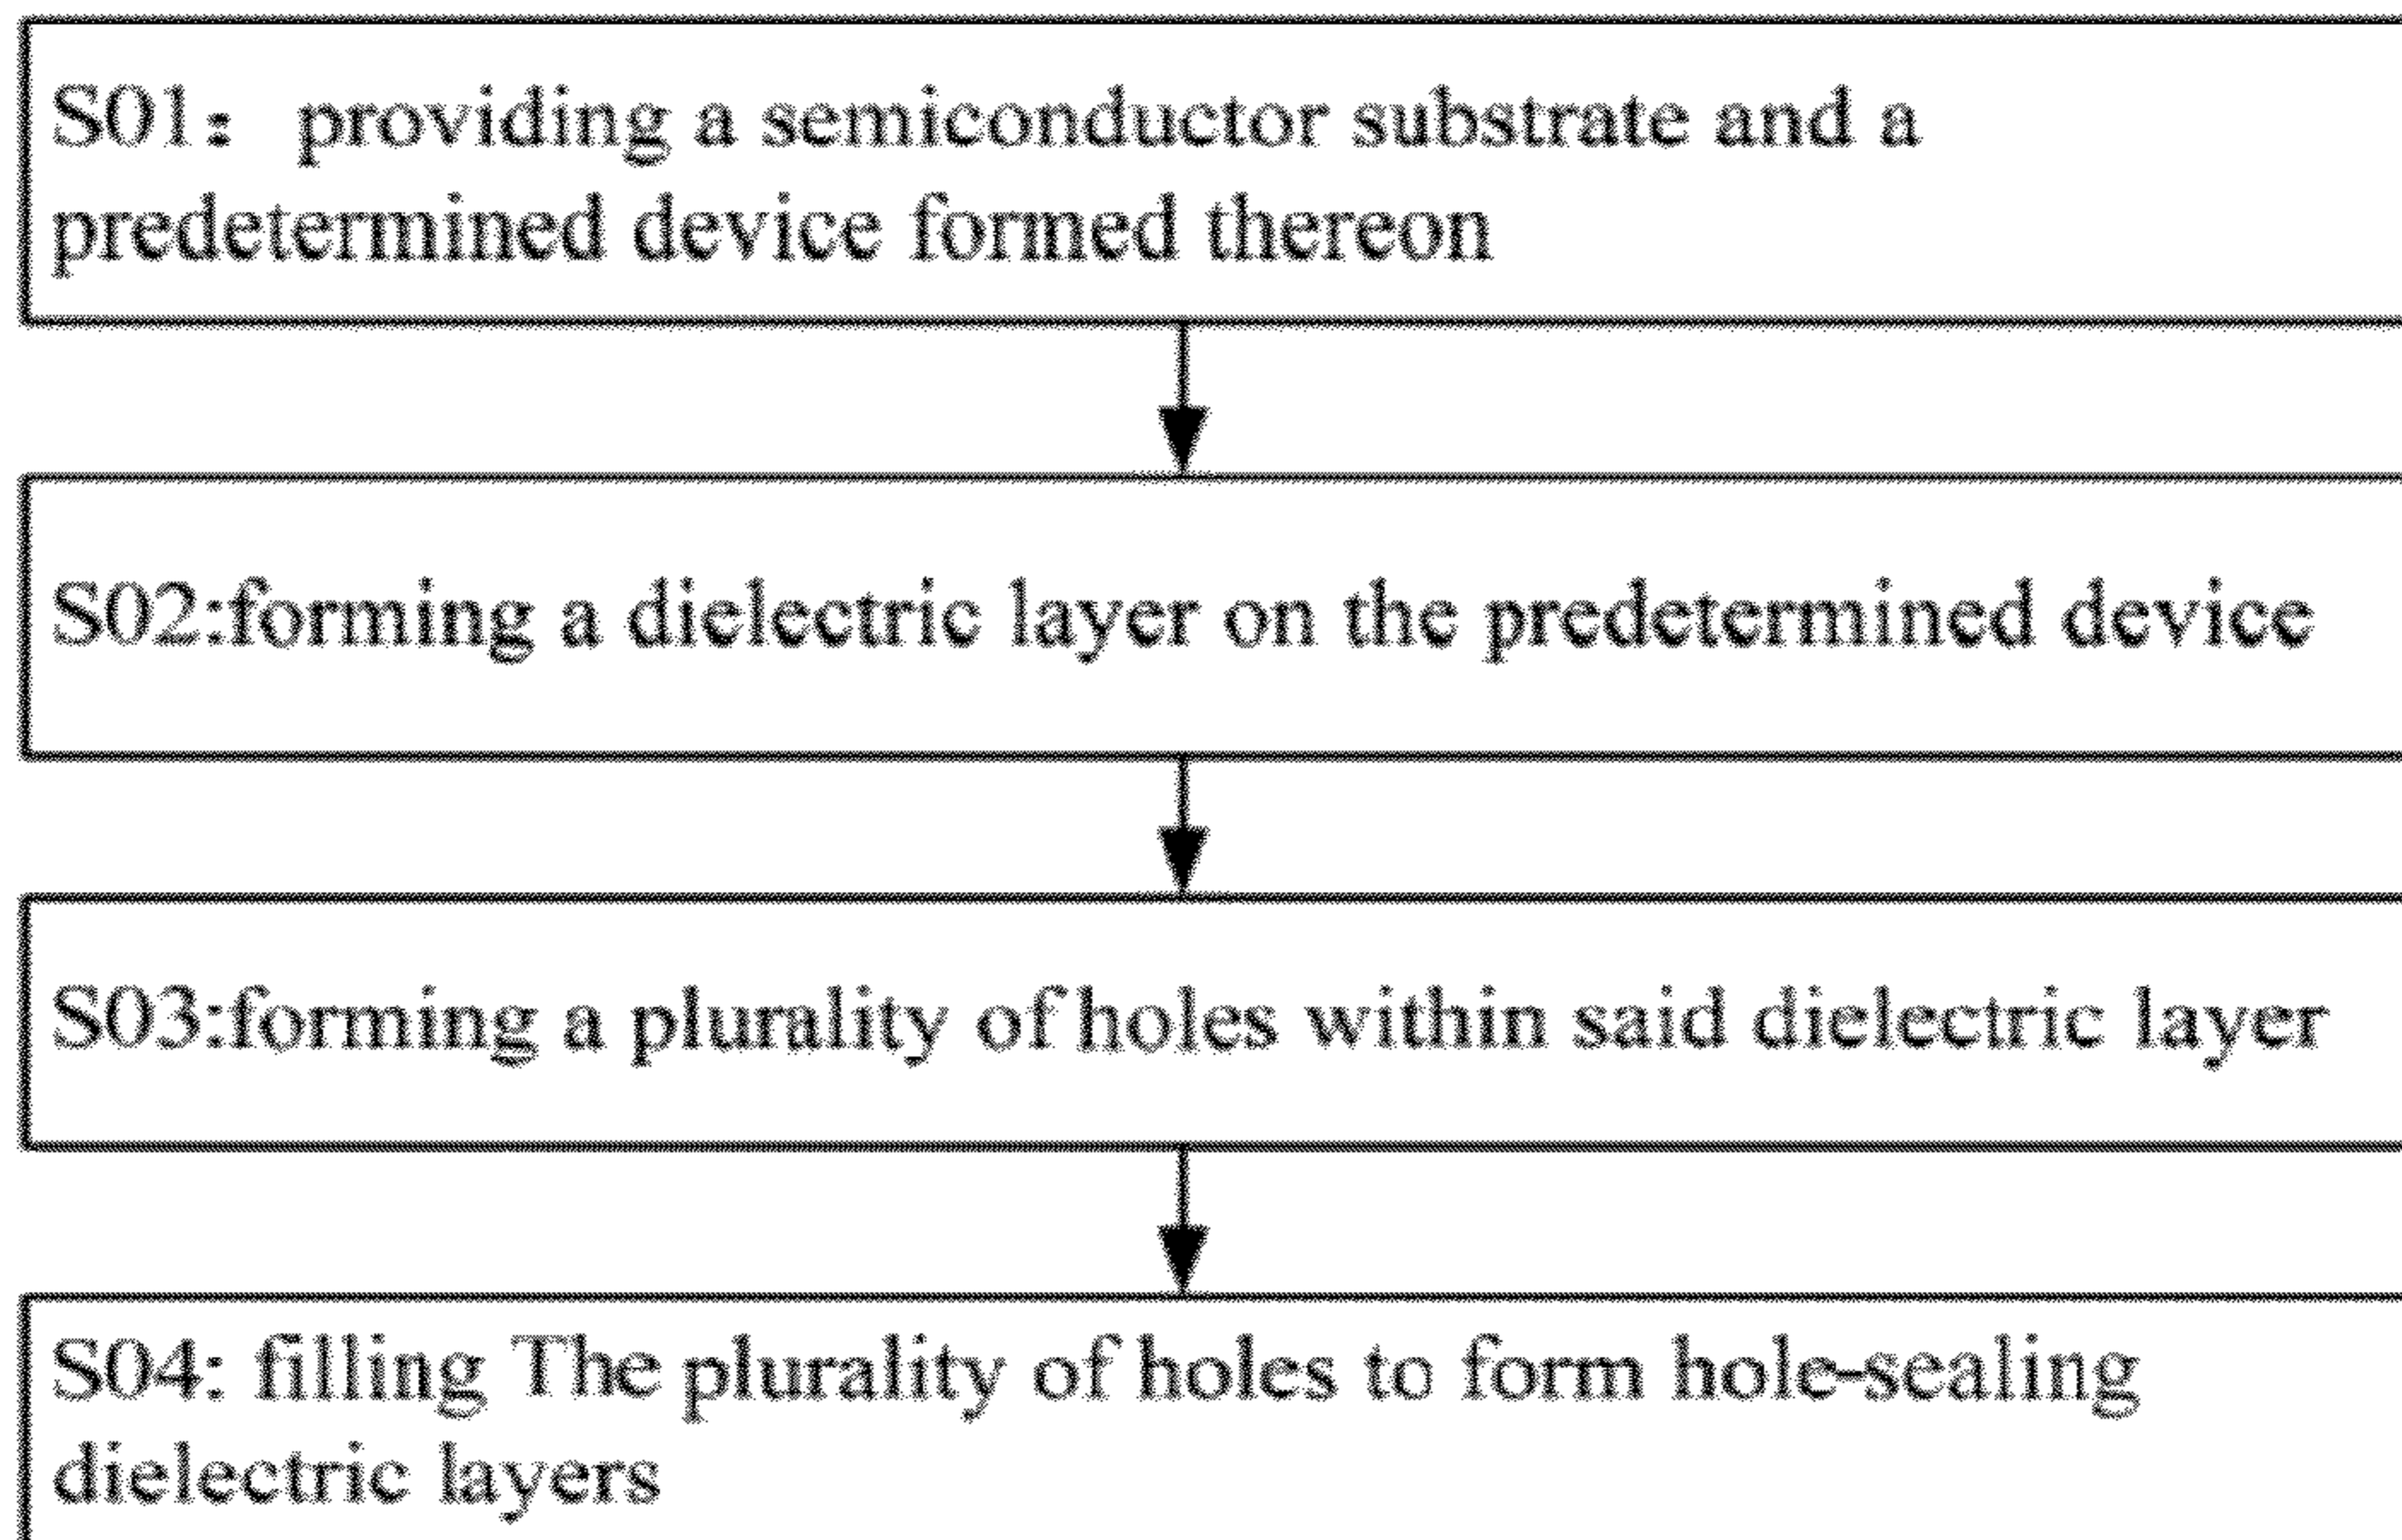 S01： providing a semiconductor substrate and a
predetermined device formed thereon
S02:forming a dielectric layer on the predetermined device
S03:forming a plurality of holes within said dielectric layer
S04: filling The plurality of holes to form hole-sealing
dielectric layers